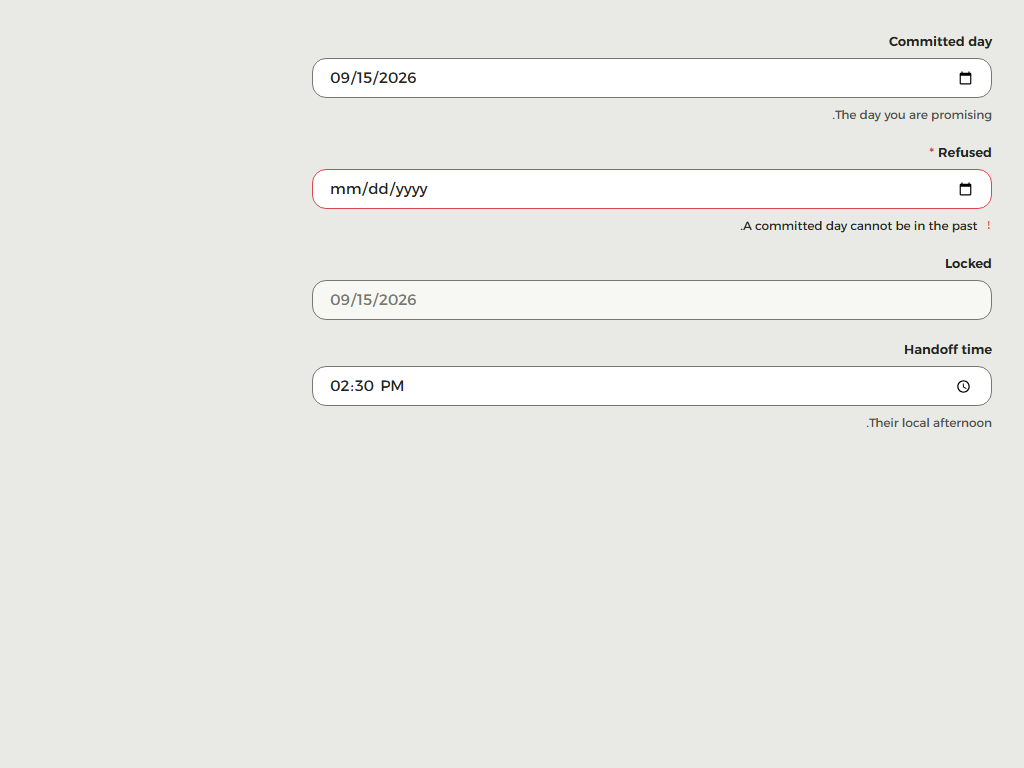 Committed day
09/15/2026
.The day you are promising
* Refused
mm/dd/yyyy
.A committed day cannot be in the past !
Locked
09/15/2026
Handoff time
02:30 PM
.Their local afternoon